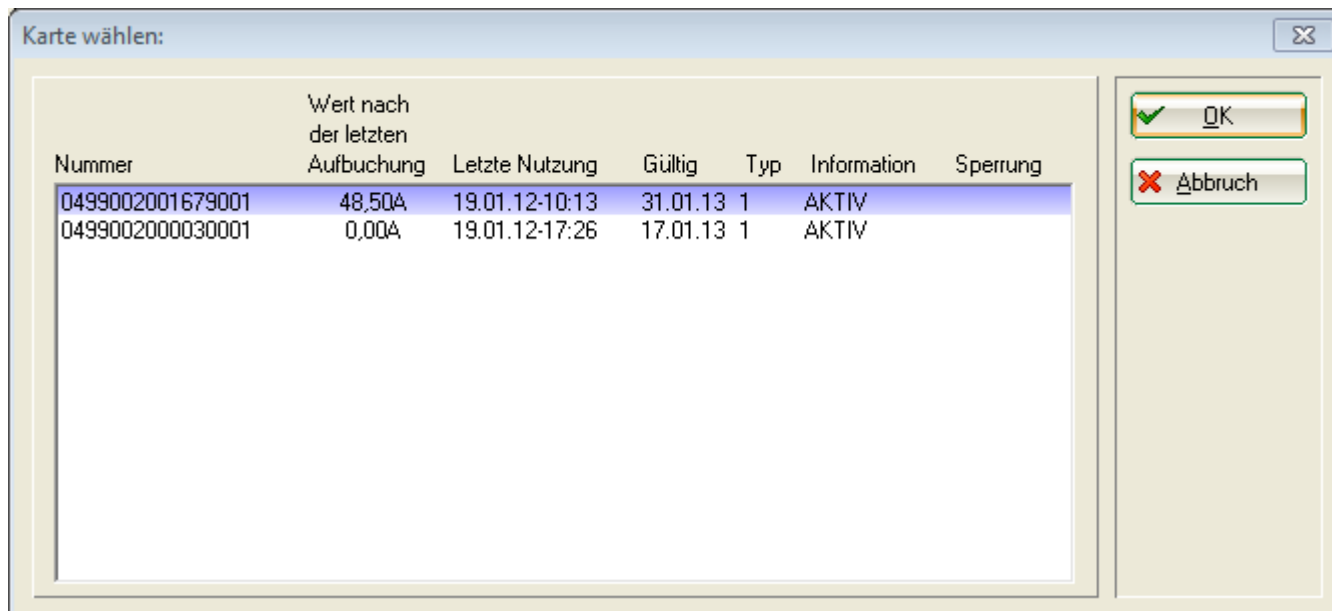 Karte wählen:
Wert nach
der letzten
Nummer Aufbuchung Letzte Nutzung Gültig Typ Information Sperrung
0499002001679001 48,50A 19.01.12-10:13 31.01.13 1 AKTIV
0499002000030001 0,00A 19.01.12-17:26 17.01.13 1 AKTIV
OK
Abbruch